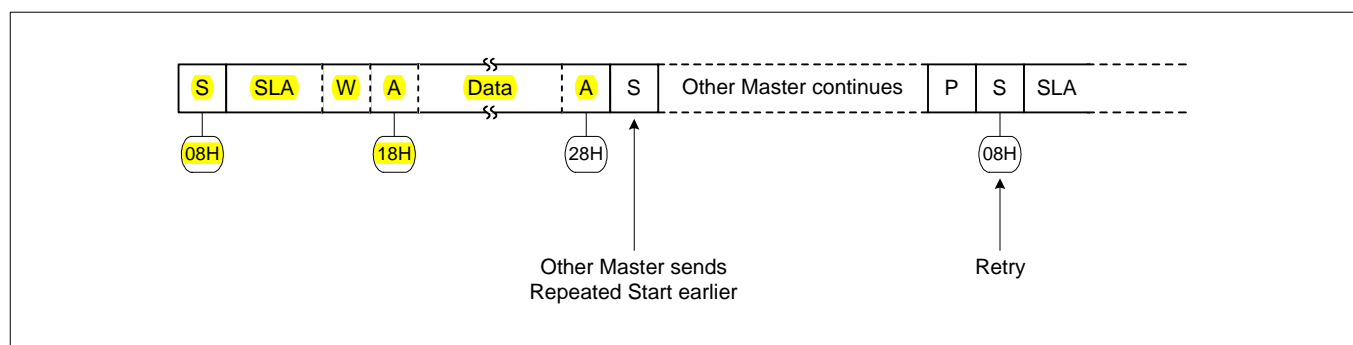 S SLA W A Data A S Other Master continues P S SLA
08H 18H 28H 08H
Other Master sends Retry
Repeated Start earlier